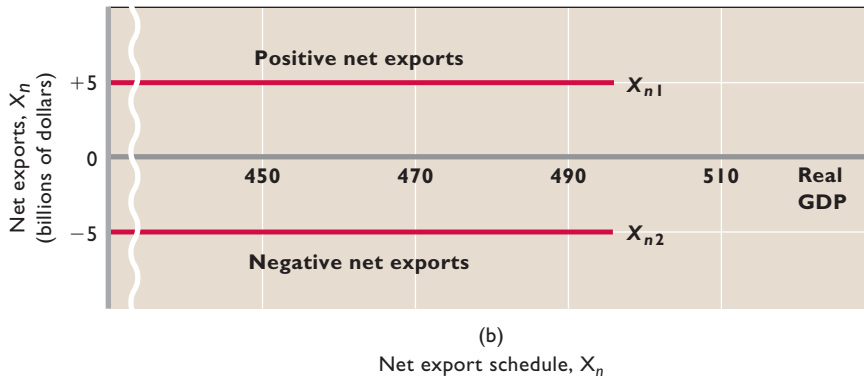 Net exports, Xn
(billions of dollars)
Positive net exports
+5
Xn1
0
450 470 490 510 Real
GDP
−5
Xn2
Negative net exports
(b)
Net export schedule, Xn